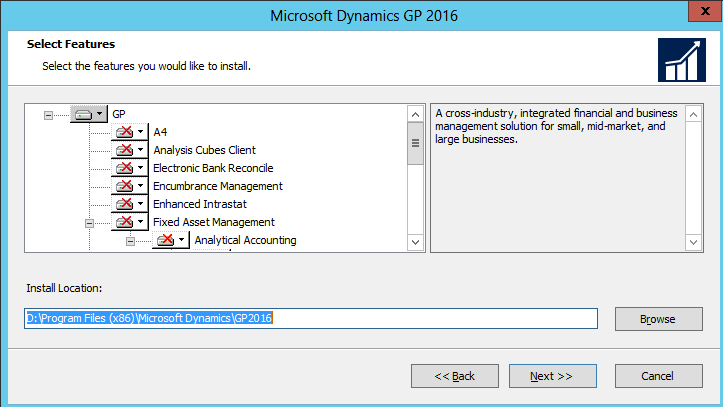 Microsoft Dynamics GP 2016
Select Features
Select the features you would like to install.
GP
A4
Analysis Cubes Client
Electronic Bank Reconcile
Encumbrance Management
Enhanced Intrastat
Fixed Asset Management
Analytical Accounting
A cross-industry, integrated financial and business
management solution for small, mid-market, and
large businesses.
Install Location:
D:\Program Files (x86)\Microsoft Dynamics\GP2016
Browse
<< Back
Next >>
Cancel